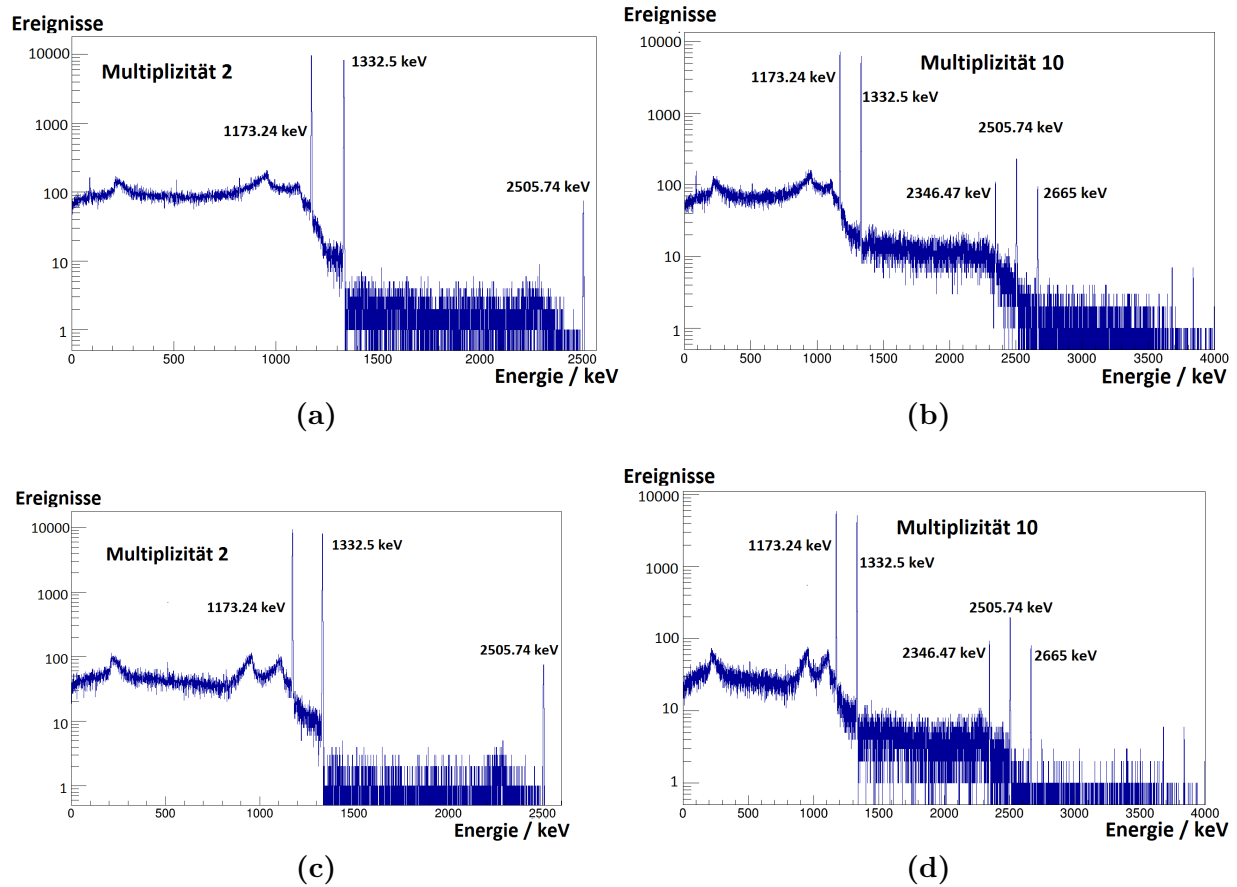 Ereignisse
10000
1000
100
10
1
Multiplizität 2
1332.5 keV
1173.24 keV
2505.74 keV
0 500 1000 1500 2000 2500
Energie / keV
(a)
Ereignisse
10000
1000
100
10
1
Multiplizität 10
1173.24 keV
1332.5 keV
2505.74 keV
2346.47 keV
2665 keV
0 500 1000 1500 2000 2500 3000 3500 4000
Energie / keV
(b)
Ereignisse
10000
1000
100
10
1
Multiplizität 2
1332.5 keV
1173.24 keV
2505.74 keV
0 500 1000 1500 2000 2500
Energie / keV
(c)
Ereignisse
10000
1000
100
10
1
Multiplizität 10
1173.24 keV
1332.5 keV
2505.74 keV
2346.47 keV
2665 keV
0 500 1000 1500 2000 2500 3000 3500 4000
Energie / keV
(d)